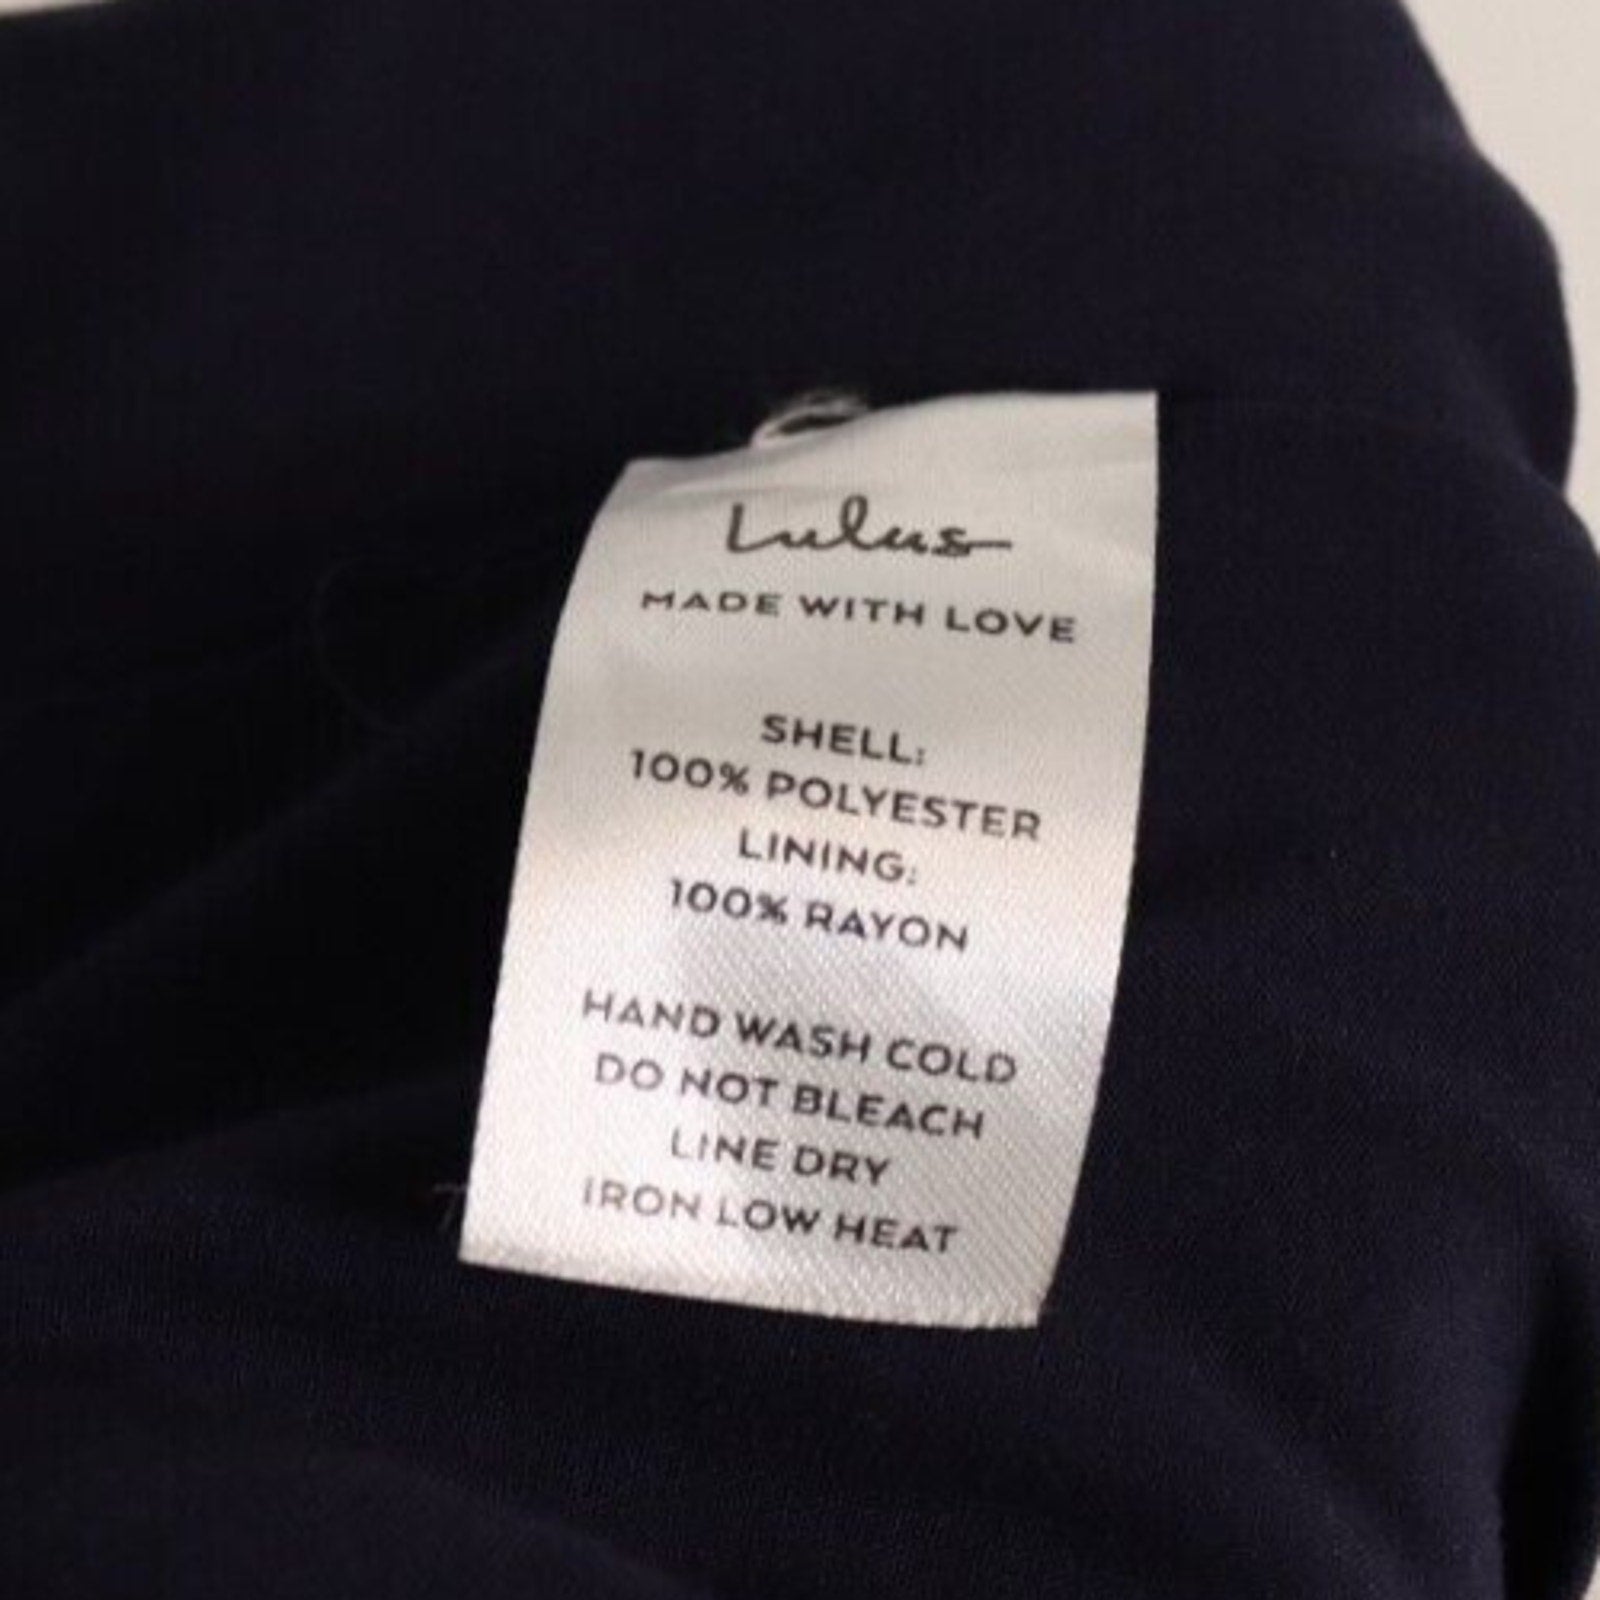 Lulus
MADE WITH LOVE
SHELL:
100% POLYESTER
LINING:
100% RAYON
HAND WASH COLD
DO NOT BLEACH
LINE DRY
IRON LOW HEAT